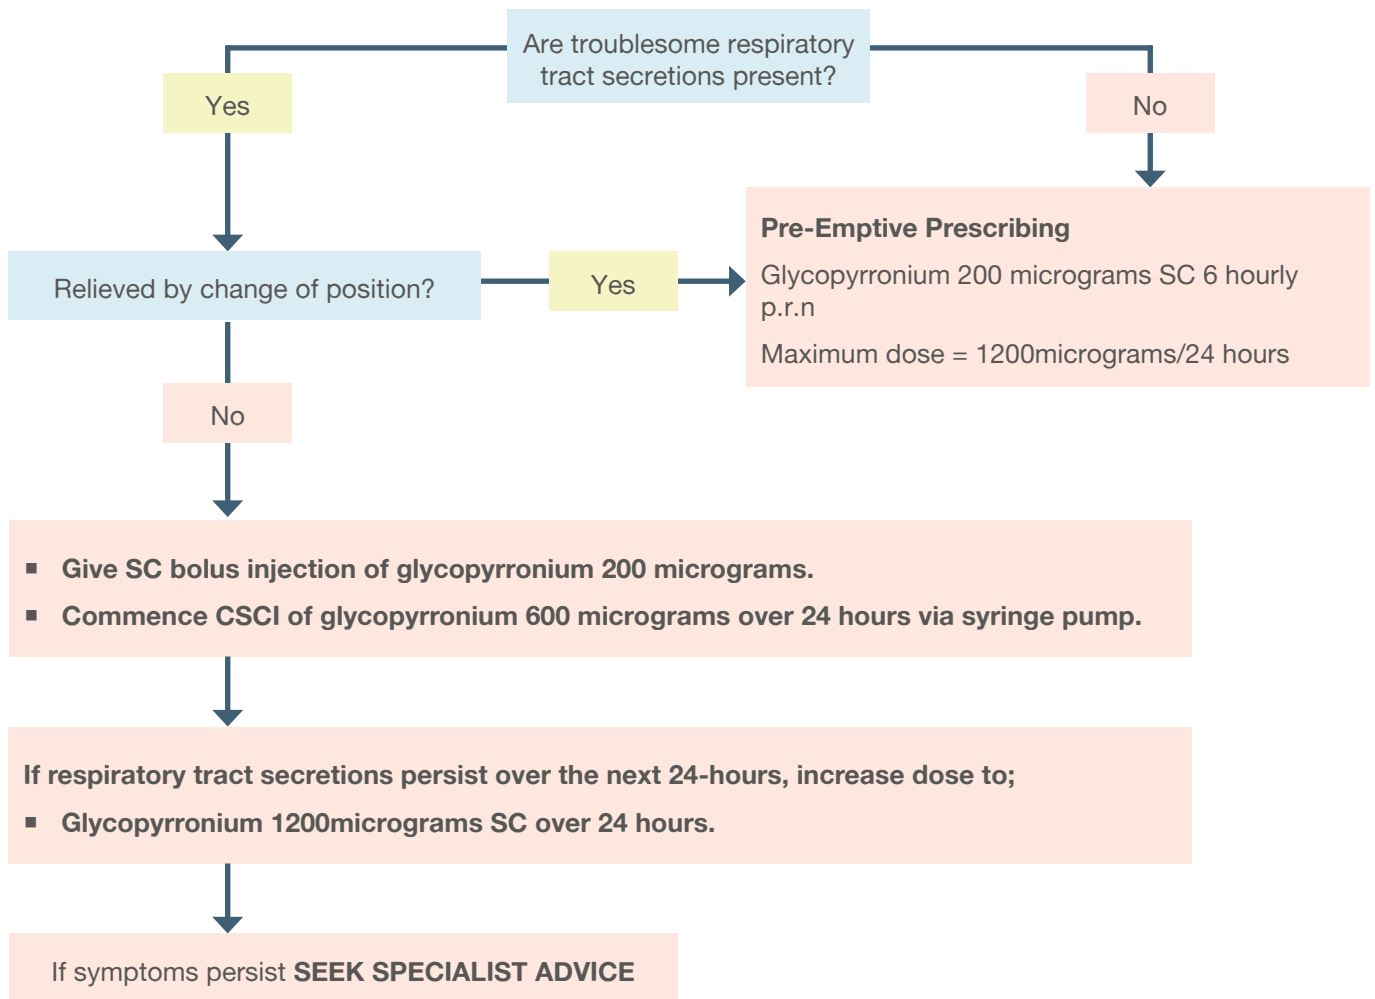 Are troublesome respiratory
tract secretions present?
Yes
No
Pre-Emptive Prescribing
Glycopyrronium 200 micrograms SC 6 hourly
p.r.n
Maximum dose = 1200micrograms/24 hours
Relieved by change of position?
Yes
No
▪ Give SC bolus injection of glycopyrronium 200 micrograms.
▪ Commence CSCI of glycopyrronium 600 micrograms over 24 hours via syringe pump.
If respiratory tract secretions persist over the next 24-hours, increase dose to;
▪ Glycopyrronium 1200micrograms SC over 24 hours.
If symptoms persist SEEK SPECIALIST ADVICE